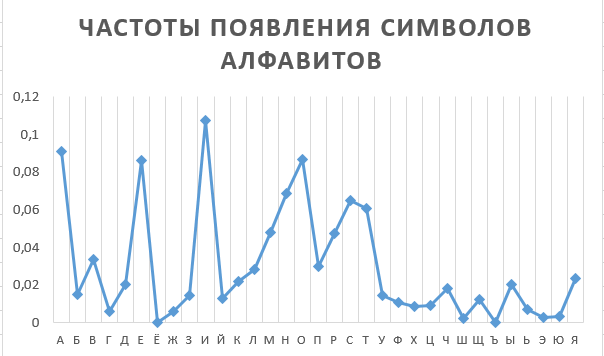 ЧАСТОТЫ ПОЯВЛЕНИЯ СИМВОЛОВ
АЛФАВИТОВ
0,12
0,1
0,08
0,06
0,04
0,02
0
А Б В Г Д Е Ё Ж З И Й К Л М Н О П Р С Т У Ф Х Ц Ч Ш Щ Ъ Ы Ь Э Ю Я